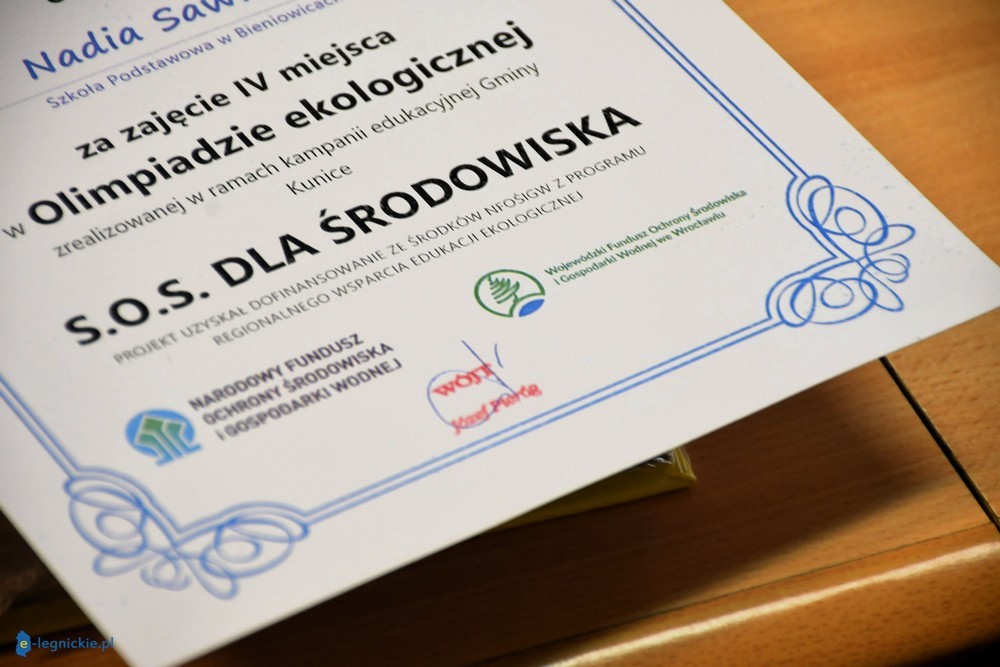 Nadia
Szkoła Podstawowa w Bieniowicach
za zajęcie IV miejsca
w Olimpiadzie ekologicznej
zrealizowanej w ramach kampanii edukacyjnej Gminy
Kunice
S.O.S. DLA ŚRODOWISKA
PROJEKT UZYSKAŁ DOFINANSOWANIE ZE ŚRODKÓW NFOŚIGW Z PROGRAMU
REGIONALNEGO WSPARCIA EDUKACJI EKOLOGICZNEJ
Wojewódzki Fundusz Ochrony Środowiska
i Gospodarki Wodnej we Wrocławiu
NARODOWY FUNDUSZ
OCHRONY ŚRODOWISKA
i GOSPODARKI WODNEJ
WÓJT
Józef Pieróg
e-legnickie.pl